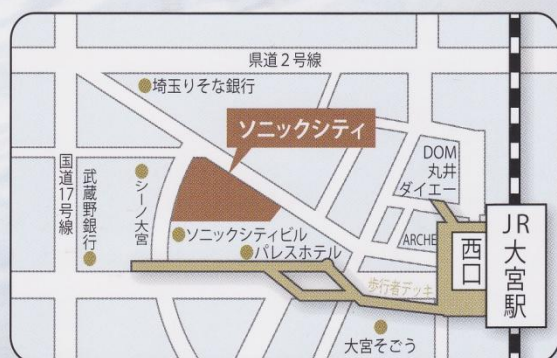 県道2号線
埼玉りそな銀行
ソニックシティ
国道17号線
武蔵野銀行
シーノ大宮
DOM
丸井
ダイエー
ARCHE
西口
JR大宮駅
ソニックシティビル
パレスホテル
歩行者デッキ
大宮そごう